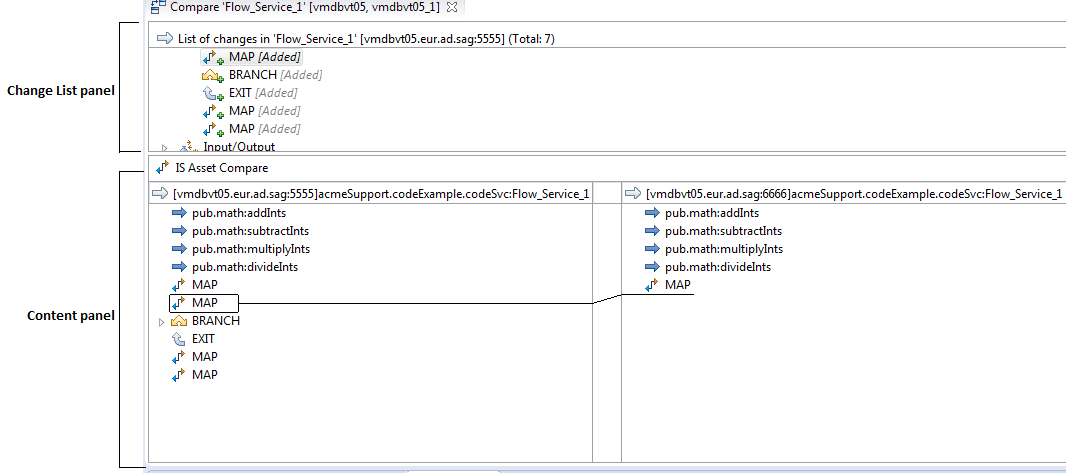 Compare 'Flow_Service_1' [vmdbvt05, vmdbvt05_1]
List of changes in 'Flow_Service_1' [vmdbvt05.eur.ad.sag:5555] (Total: 7)
MAP [Added]
BRANCH [Added]
EXIT [Added]
MAP [Added]
MAP [Added]
Input/Output
Change List panel
IS Asset Compare
[vmdbvt05.eur.ad.sag:5555]acmeSupport.codeExample.codeSvc:Flow_Service_1
pub.math:addInts
pub.math:subtractInts
pub.math:multiplyInts
pub.math:divideInts
MAP
MAP
BRANCH
EXIT
MAP
MAP
[vmdbvt05.eur.ad.sag:6666]acmeSupport.codeExample.codeSvc:Flow_Service_1
pub.math:addInts
pub.math:subtractInts
pub.math:multiplyInts
pub.math:divideInts
MAP
Content panel